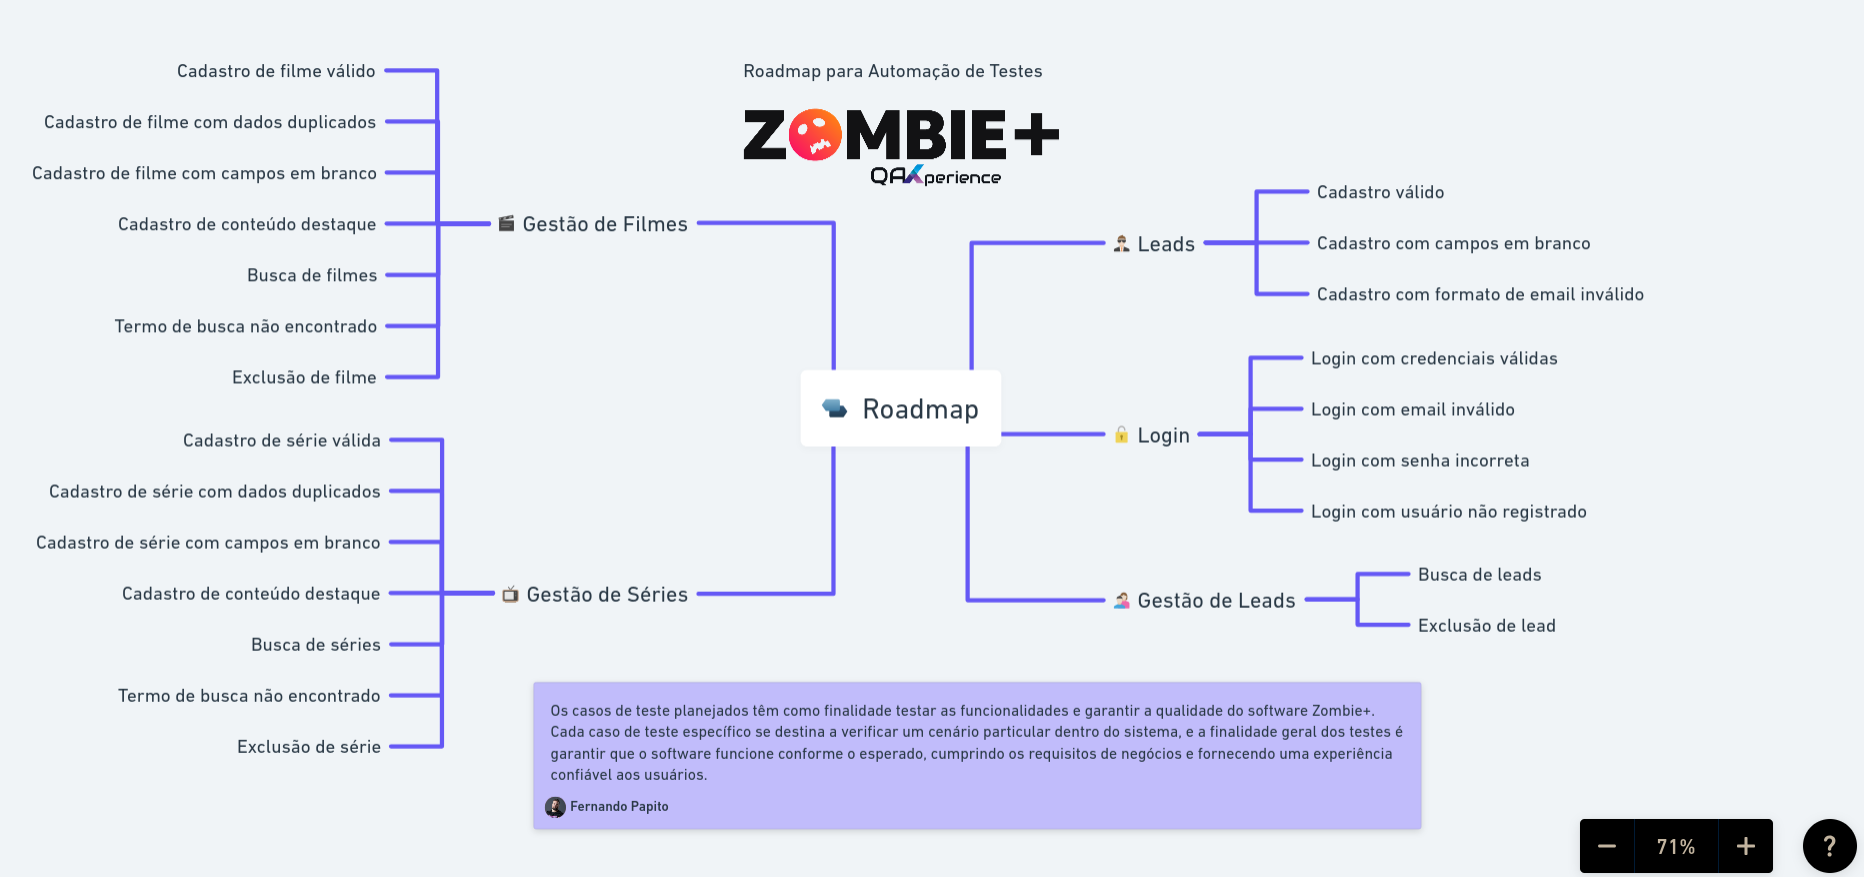 Roadmap para Automação de Testes
ZOMBIE+
QAXperience
Cadastro de filme válido
Cadastro de filme com dados duplicados
Cadastro de filme com campos em branco
Cadastro de conteúdo destaque
Busca de filmes
Termo de busca não encontrado
Exclusão de filme
Gestão de Filmes
Cadastro de série válida
Cadastro de série com dados duplicados
Cadastro de série com campos em branco
Cadastro de conteúdo destaque
Busca de séries
Termo de busca não encontrado
Exclusão de série
Gestão de Séries
Roadmap
Leads
Cadastro válido
Cadastro com campos em branco
Cadastro com formato de email inválido
Login
Login com credenciais válidas
Login com email inválido
Login com senha incorreta
Login com usuário não registrado
Gestão de Leads
Busca de leads
Exclusão de lead
Os casos de teste planejados têm como finalidade testar as funcionalidades e garantir a qualidade do software Zombie+.
Cada caso de teste específico se destina a verificar um cenário particular dentro do sistema, e a finalidade geral dos testes é
garantir que o software funcione conforme o esperado, cumprindo os requisitos de negócios e fornecendo uma experiência
confiável aos usuários.
Fernando Papito
− 71% +
?